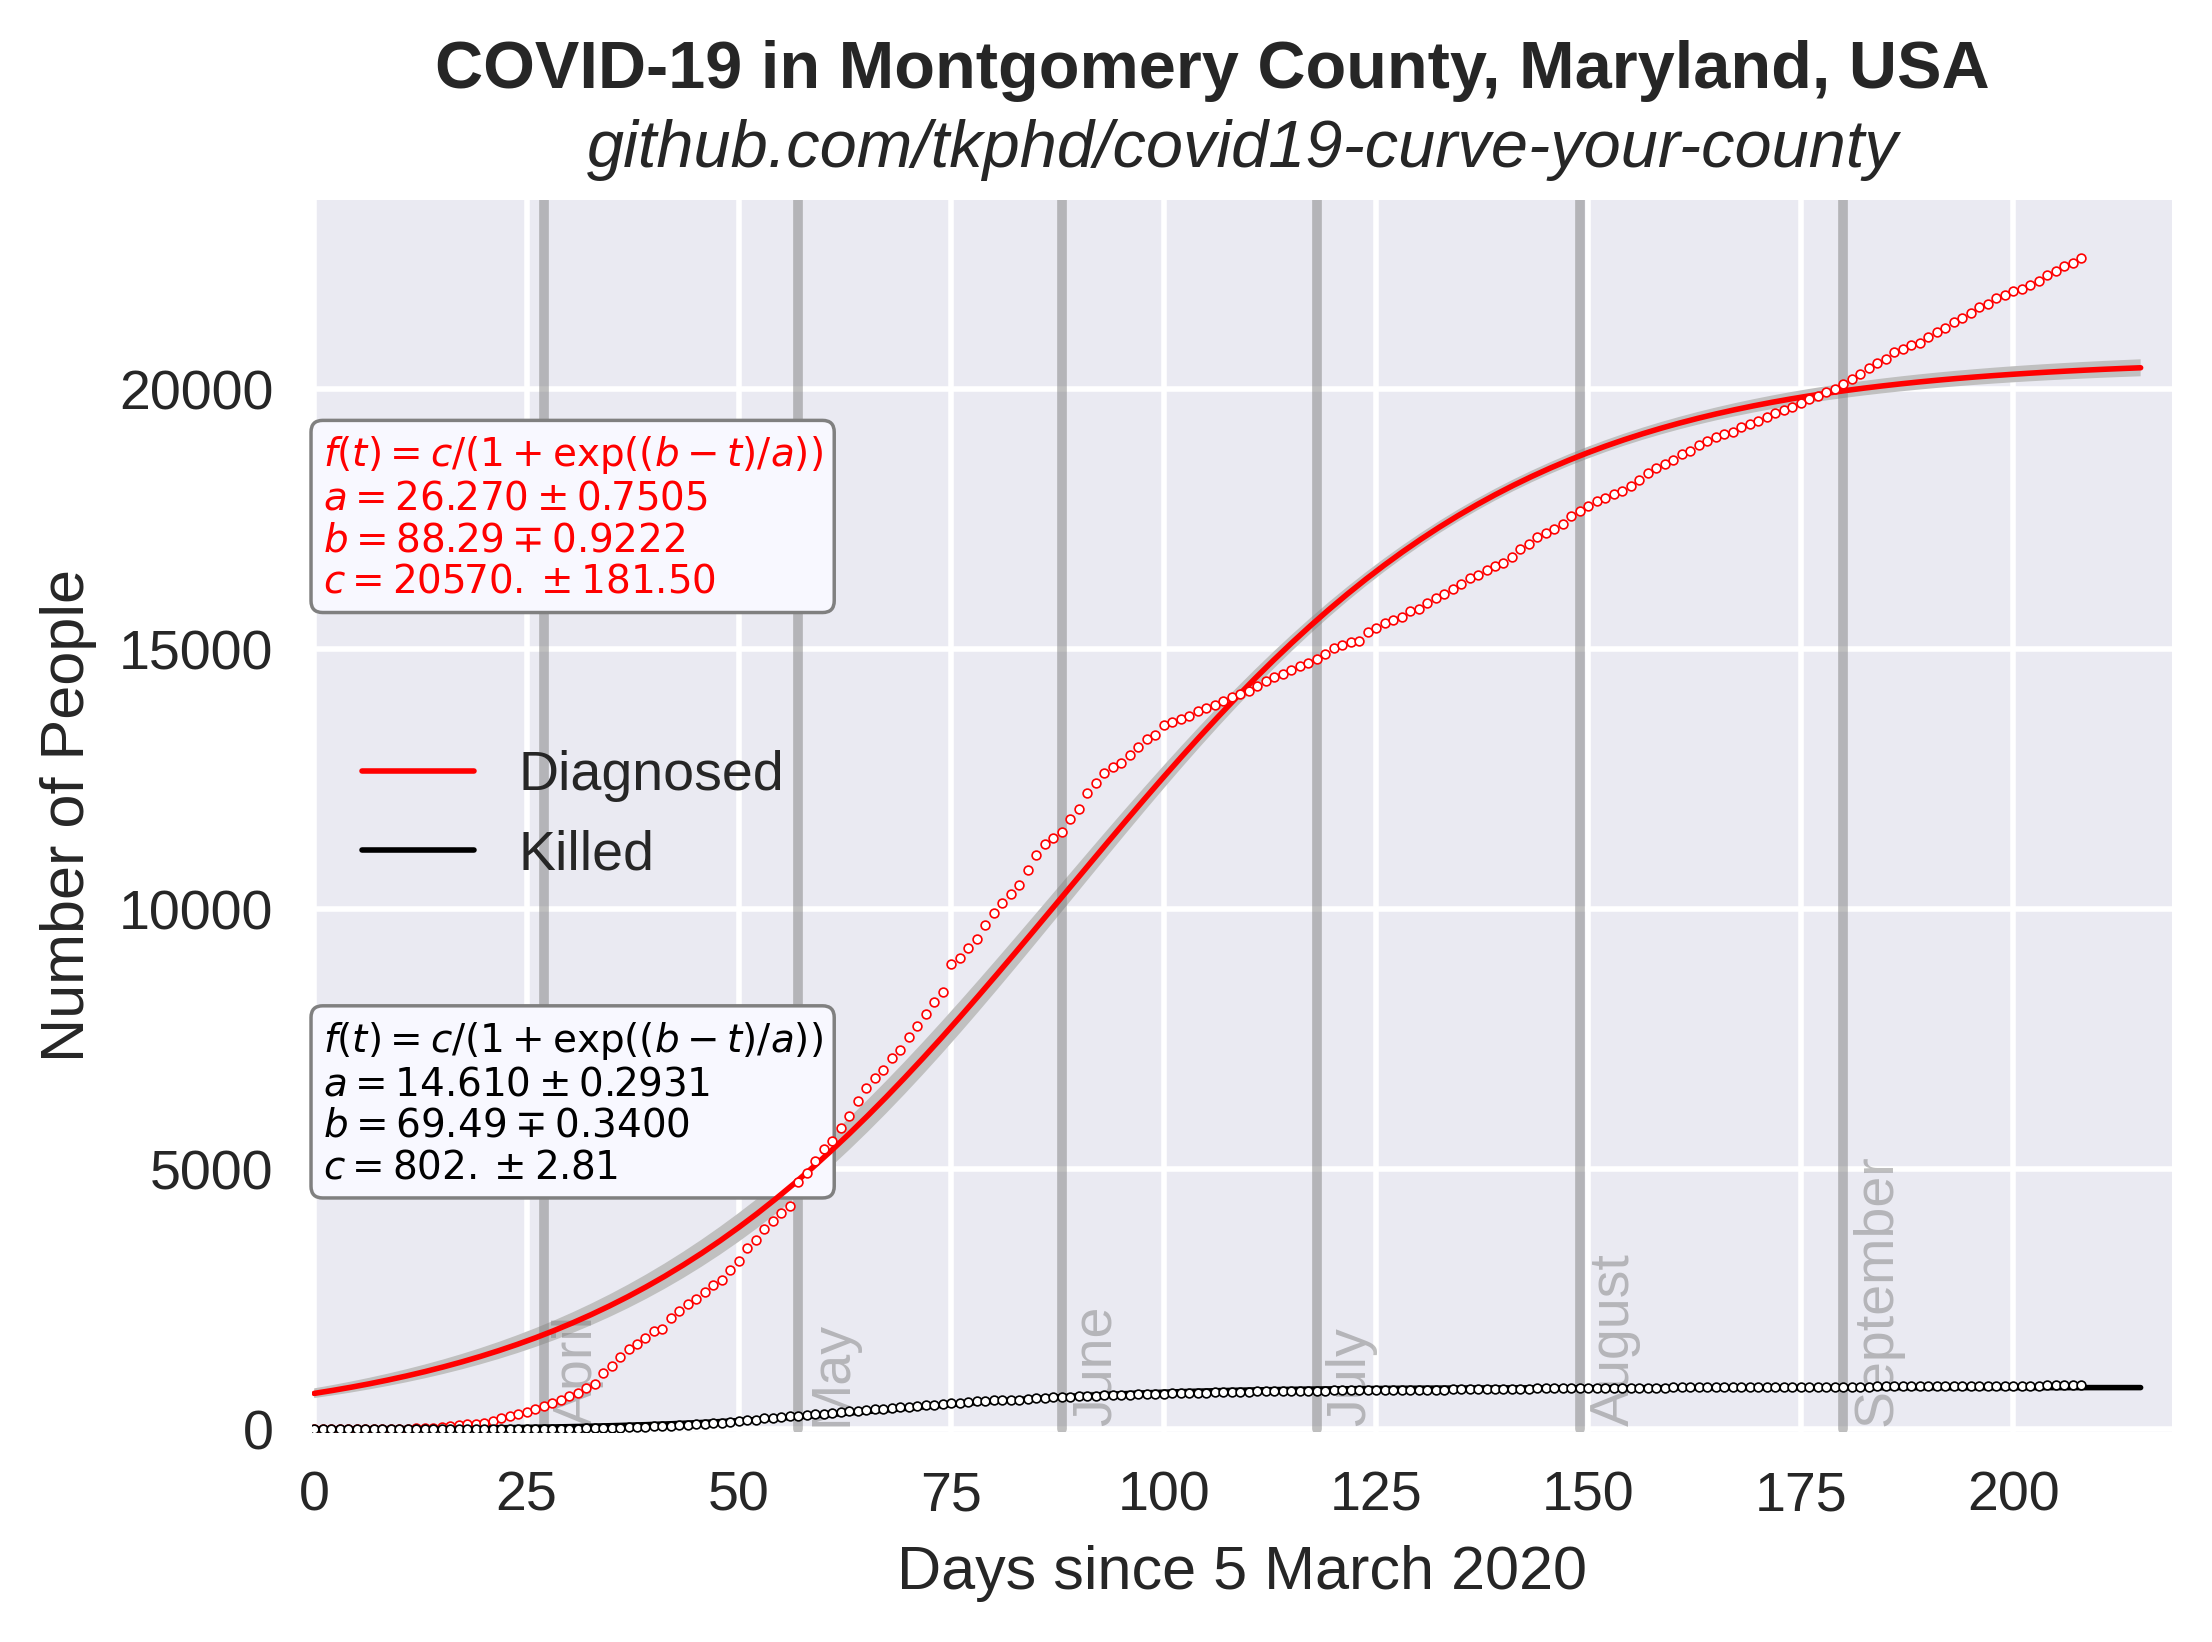 COVID-19 in Montgomery County, Maryland, USA
github.com/tkphd/covid19-curve-your-county
Number of People
20000
15000
10000
5000
0
f(t) = c/(1 + exp((b − t)/a))
a = 26.270 ± 0.7505
b = 88.29 ∓ 0.9222
c = 20570. ± 181.50
Diagnosed
Killed
f(t) = c/(1 + exp((b − t)/a))
a = 14.610 ± 0.2931
b = 69.49 ∓ 0.3400
c = 802. ± 2.81
April
May
June
July
August
September
0 25 50 75 100 125 150 175 200
Days since 5 March 2020